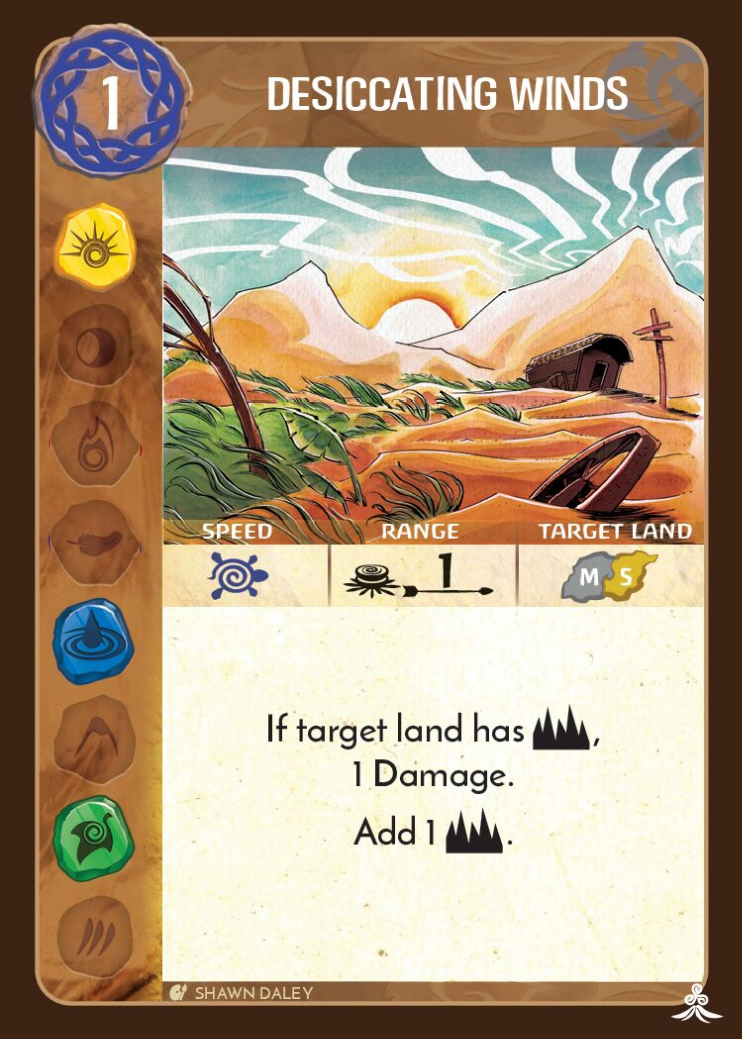 1
DESICCATING WINDS
SPEED RANGE TARGET LAND
1 M S
If target land has ,
1 Damage.
Add 1 .
SHAWN DALEY